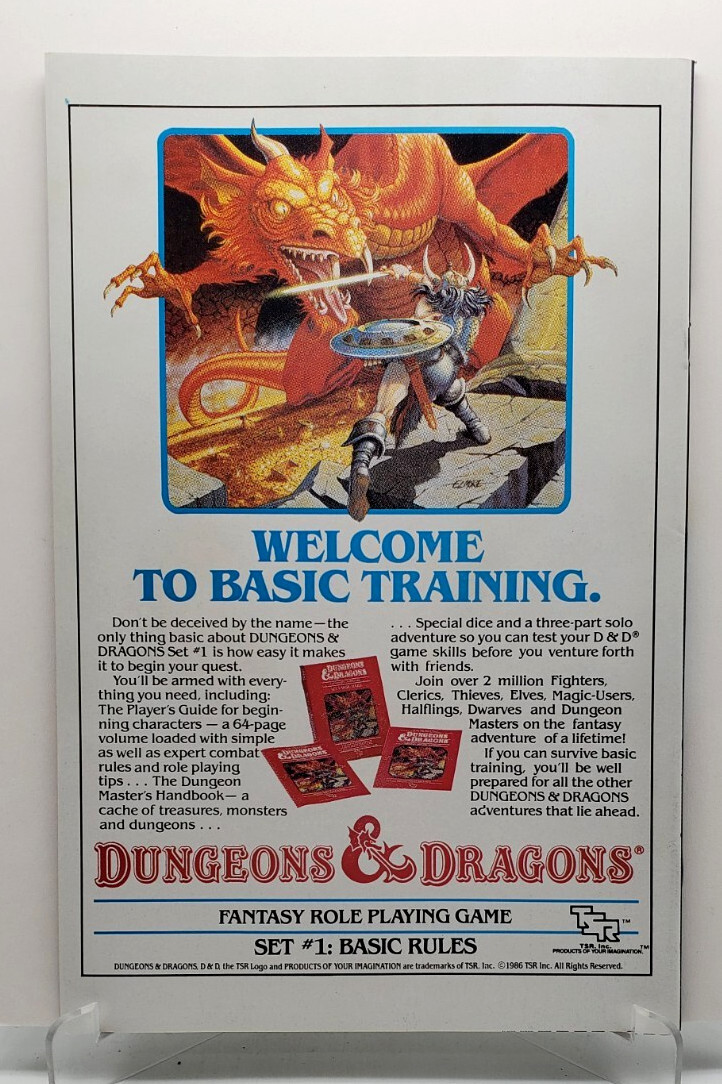 WELCOME
TO BASIC TRAINING.
Don't be deceived by the name—the
only thing basic about DUNGEONS &
DRAGONS Set #1 is how easy it makes
it to begin your quest.
You'll be armed with every-
thing you need, including:
The Player's Guide for begin-
ning characters — a 64-page
volume loaded with simple
as well as expert combat
rules and role playing
tips . . . The Dungeon
Master's Handbook— a
cache of treasures, monsters
and dungeons . . .
. . . Special dice and a three-part solo
adventure so you can test your D & D®
game skills before you venture forth
with friends.
Join over 2 million Fighters,
Clerics, Thieves, Elves, Magic-Users,
Halflings, Dwarves and Dungeon
Masters on the fantasy
adventure of a lifetime!
If you can survive basic
training, you'll be well
prepared for all the other
DUNGEONS & DRAGONS
adventures that lie ahead.
DUNGEONS & DRAGONS
DUNGEONS & DRAGONS
DUNGEONS & DRAGONS
DUNGEONS & DRAGONS®
FANTASY ROLE PLAYING GAME
SET #1: BASIC RULES
TSR™
TSR, Inc.
PRODUCTS OF YOUR IMAGINATION.™
DUNGEONS & DRAGONS, D & D, the TSR Logo and PRODUCTS OF YOUR IMAGINATION are trademarks of TSR, Inc. ©1986 TSR Inc. All Rights Reserved.